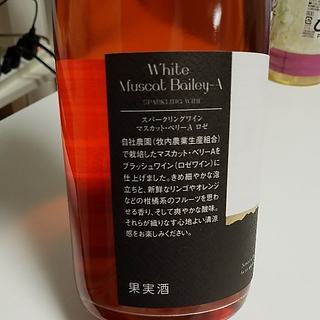 White
Muscat Bailey-A
SPARKLING WINE
スパークリングワイン
マスカット・ベリーA ロゼ
自社農園(牧内農業生産組合)
で栽培したマスカット・ベリーAを
ブラッシュワイン(ロゼワイン)に
仕上げました。きめ細やかな泡
立ちと、新鮮なリンゴやオレンジ
などの柑橘系のフルーツを思わ
せる香り、そして爽やかな酸味。
それらが織りなす心地よい清涼
感をお楽しみください。
果実酒